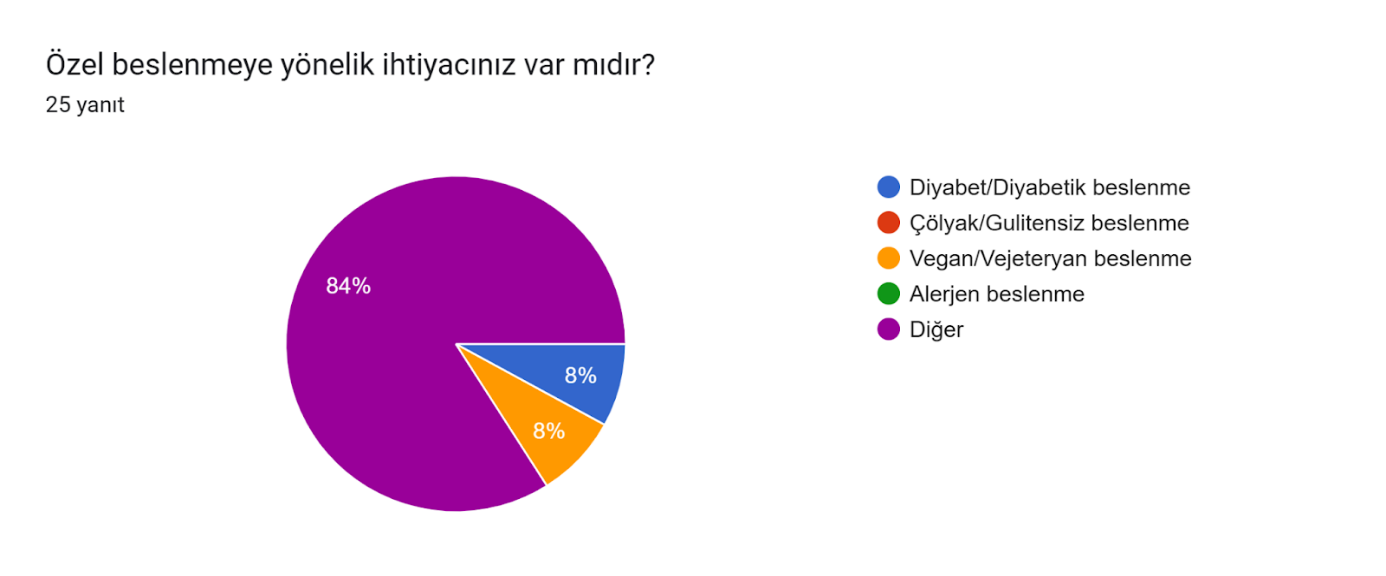 Özel beslenmeye yönelik ihtiyacınız var mıdır?
25 yanıt
84%
8%
8%
Diyabet/Diyabetik beslenme
Çölyak/Gulitensiz beslenme
Vegan/Vejeteryan beslenme
Alerjen beslenme
Diğer